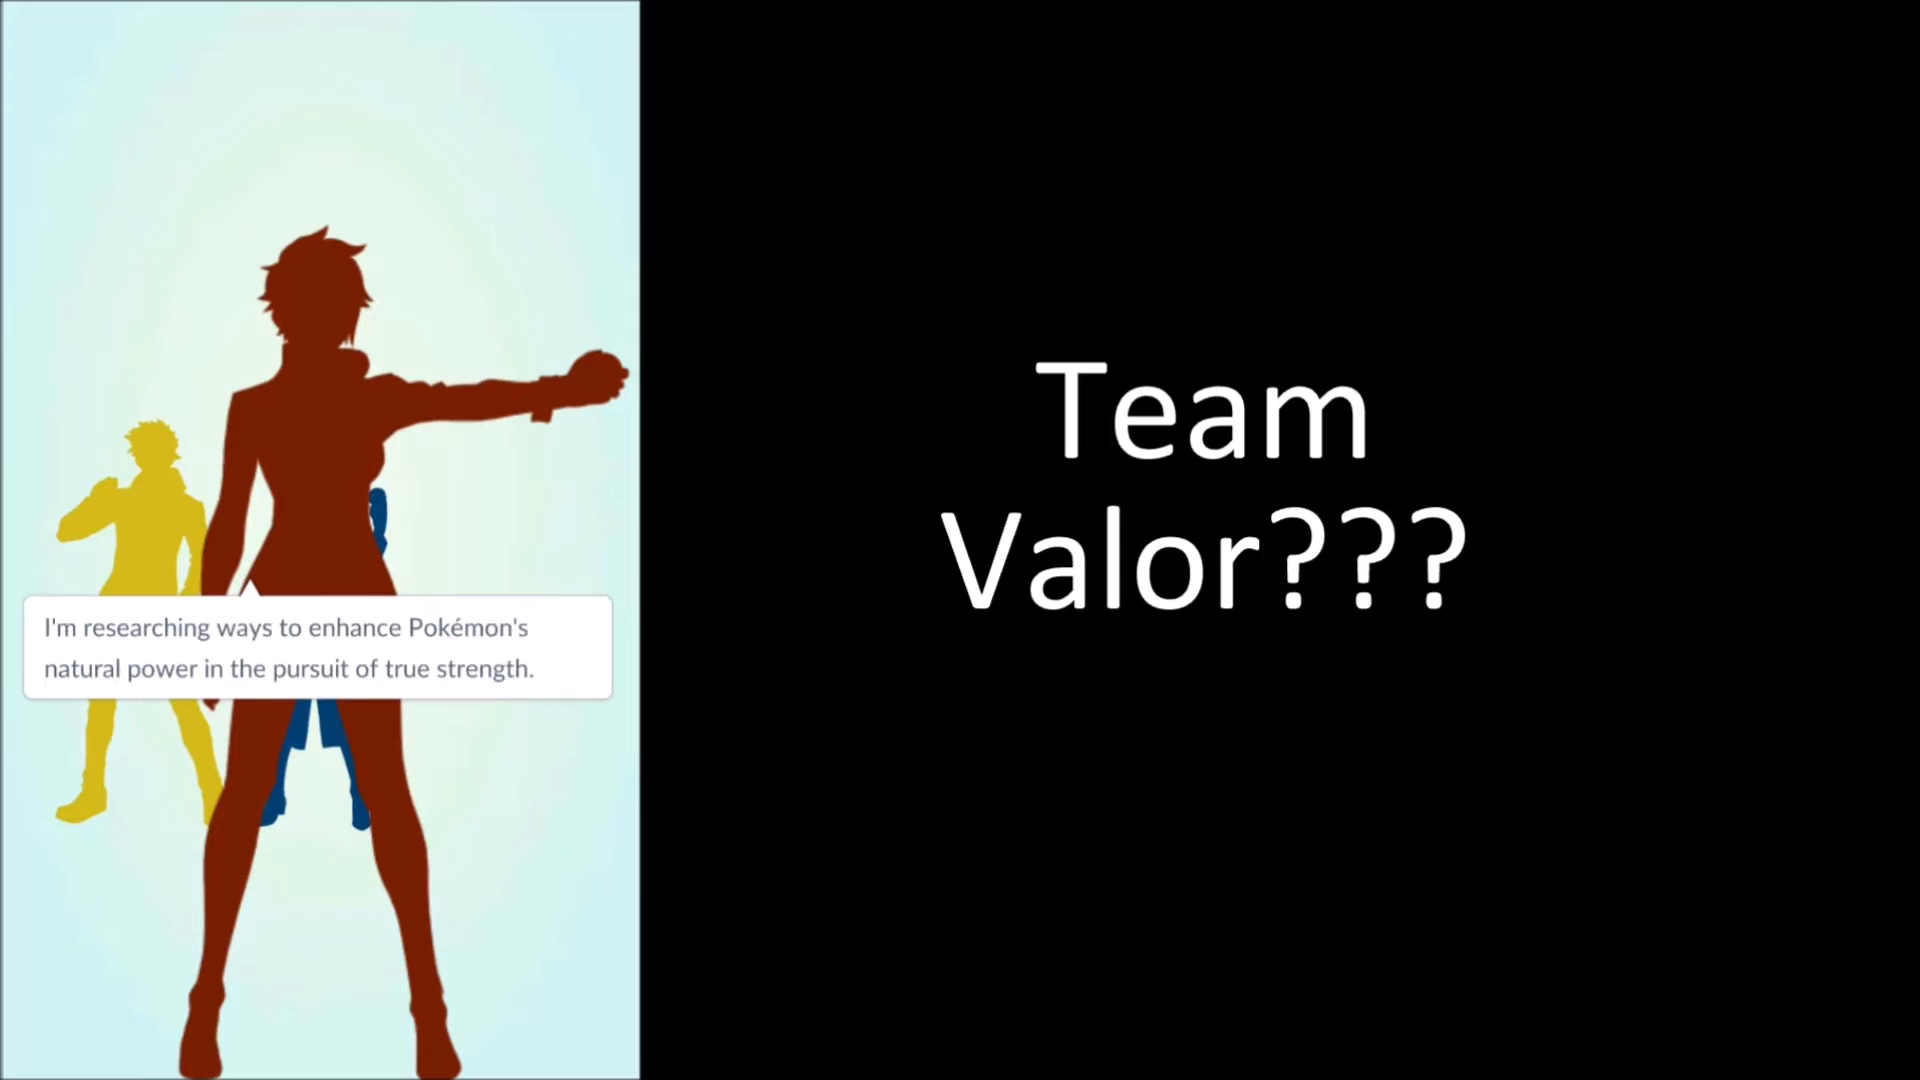 I'm researching ways to enhance Pokémon's
natural power in the pursuit of true strength.
Team
Valor???